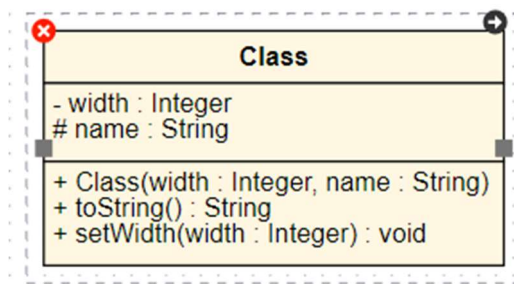 Class
- width : Integer
# name : String
+ Class(width : Integer, name : String)
+ toString() : String
+ setWidth(width : Integer) : void